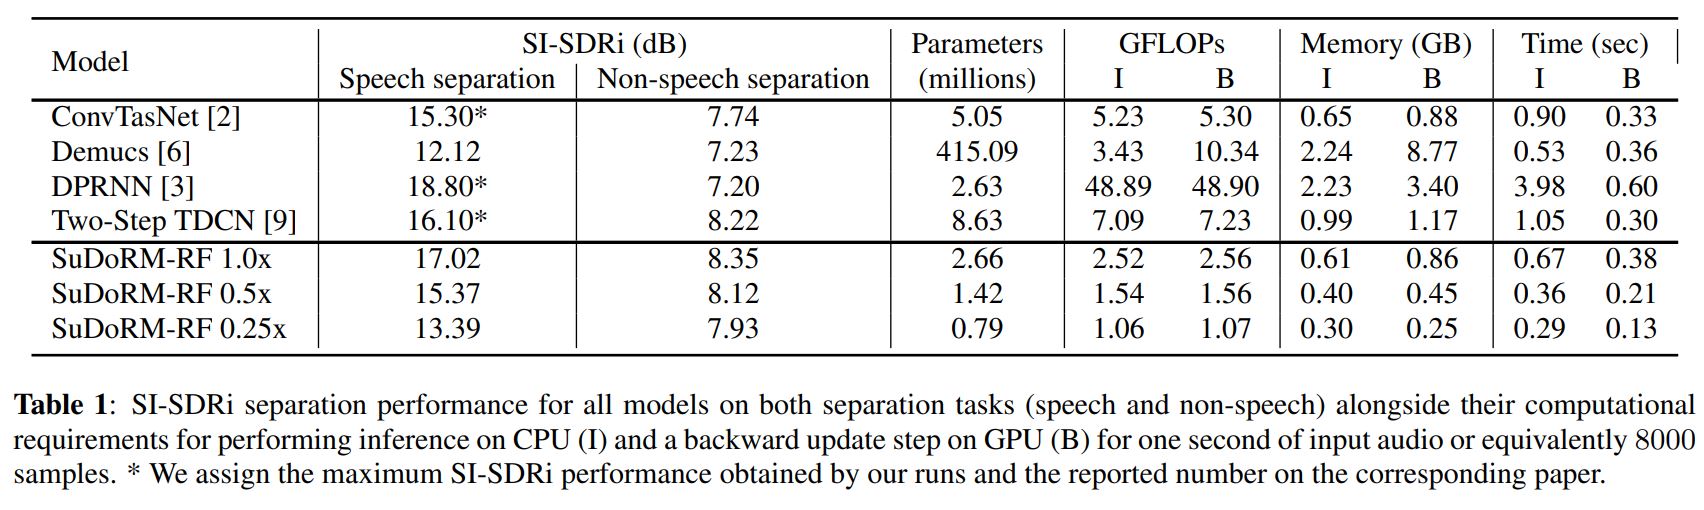 Model SI-SDRi (dB) Parameters (millions) GFLOPs Memory (GB) Time (sec)
Speech separation Non-speech separation I B I B I B
ConvTasNet [2] 15.30* 7.74 5.05 5.23 5.30 0.65 0.88 0.90 0.33
Demucs [6] 12.12 7.23 415.09 3.43 10.34 2.24 8.77 0.53 0.36
DPRNN [3] 18.80* 7.20 2.63 48.89 48.90 2.23 3.40 3.98 0.60
Two-Step TDCN [9] 16.10* 8.22 8.63 7.09 7.23 0.99 1.17 1.05 0.30
SuDoRM-RF 1.0x 17.02 8.35 2.66 2.52 2.56 0.61 0.86 0.67 0.38
SuDoRM-RF 0.5x 15.37 8.12 1.42 1.54 1.56 0.40 0.45 0.36 0.21
SuDoRM-RF 0.25x 13.39 7.93 0.79 1.06 1.07 0.30 0.25 0.29 0.13
Table 1: SI-SDRi separation performance for all models on both separation tasks (speech and non-speech) alongside their computational
requirements for performing inference on CPU (I) and a backward update step on GPU (B) for one second of input audio or equivalently 8000
samples. * We assign the maximum SI-SDRi performance obtained by our runs and the reported number on the corresponding paper.